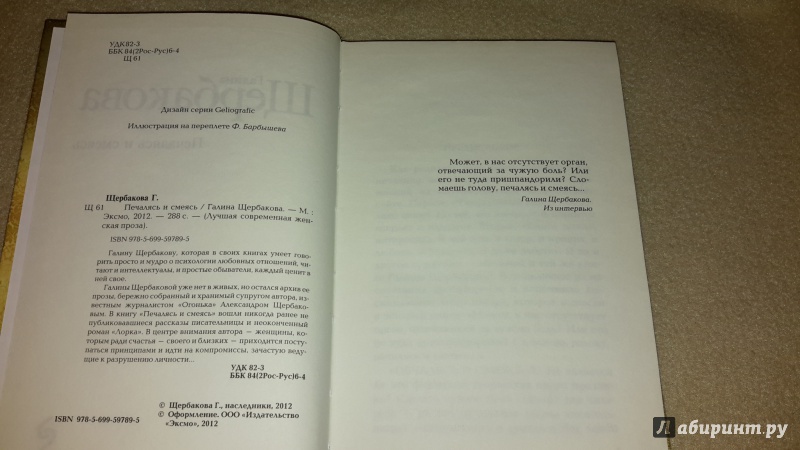 УДК 82-3
ББК 84(2Рос-Рус)6-4
Щ 61
Дизайн серии Geliografic
Иллюстрация на переплете Ф. Барбышева
Щербакова Г.
Щ 61 Печалясь и смеясь / Галина Щербакова. — М. :
Эксмо, 2012. — 288 с. — (Лучшая современная жен-
ская проза).
ISBN 978-5-699-59789-5
Галину Щербакову, которая в своих книгах умеет гово-
рить просто и мудро о психологии любовных отношений, чи-
тают и интеллектуалы, и простые обыватели, каждый ценит в
ней свое.
Галины Щербаковой уже нет в живых, но остался архив ее
прозы, бережно собранный и хранимый супругом автора, из-
вестным журналистом «Огонька» Александром Щербако-
вым. В книгу «Печалясь и смеясь» вошли никогда ранее не
публиковавшиеся рассказы писательницы и неоконченный
роман «Лорка». В центре внимания автора — женщины, ко-
торым ради счастья — своего и близких — приходится посту-
паться принципами и идти на компромиссы, зачастую веду-
щие к разрушению личности...
УДК 82-3
ББК 84(2Рос-Рус)6-4
© Щербакова Г., наследники, 2012
© Оформление. ООО «Издательство
«Эксмо», 2012
ISBN 978-5-699-59789-5
Может, в нас отсутствует орган,
отвечающий за чужую боль? Или
его не туда пришпандорили? Сло-
маешь голову, печалясь и смеясь...
Галина Щербакова.
Из интервью
Лабиринт.ру